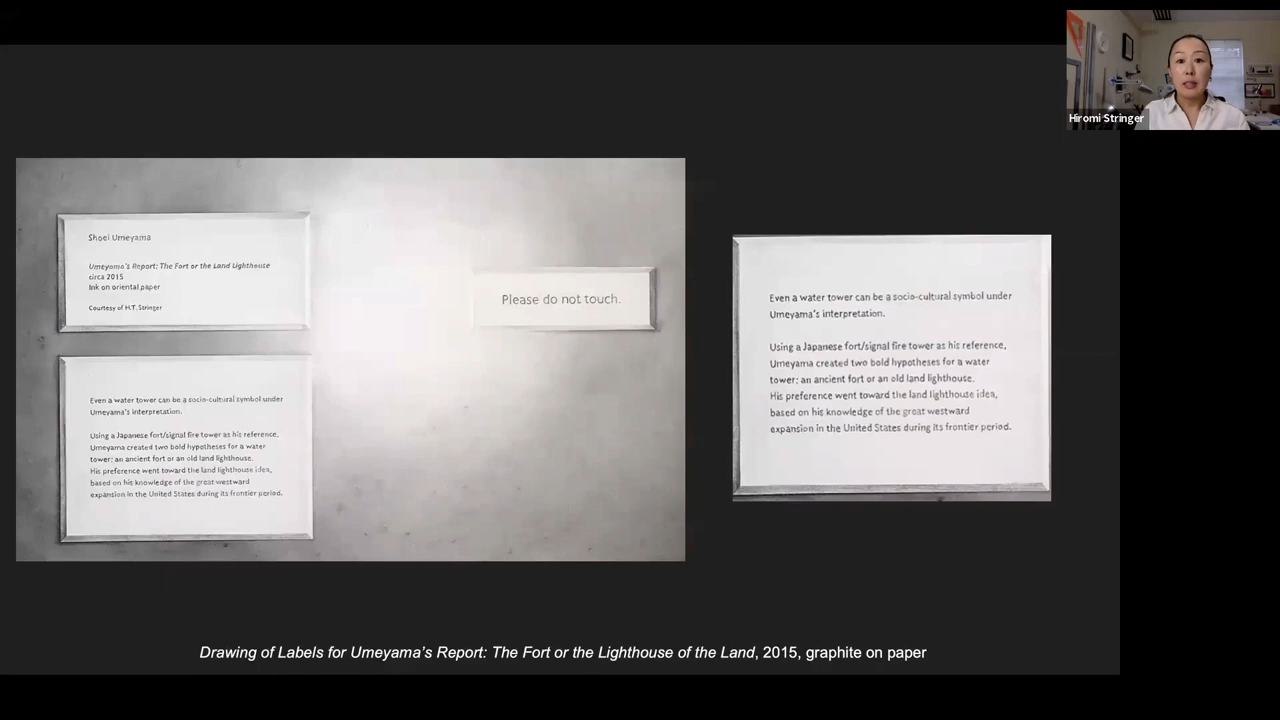 Hiromi Stringer
Shoei Umeyama
Umeyama's Report: The Fort or the Land Lighthouse
circa 2015
Ink on oriental paper
Courtesy of H.T. Stringer
Please do not touch.
Even a water tower can be a socio-cultural symbol under
Umeyama's interpretation.
Using a Japanese fort/signal fire tower as his reference,
Umeyama created two bold hypotheses for a water
tower: an ancient fort or an old land lighthouse.
His preference went toward the land lighthouse idea,
based on his knowledge of the great westward
expansion in the United States during its frontier period.
Even a water tower can be a socio-cultural symbol under
Umeyama's interpretation.
Using a Japanese fort/signal fire tower as his reference,
Umeyama created two bold hypotheses for a water
tower; an ancient fort or an old land lighthouse.
His preference went toward the land lighthouse idea,
based on his knowledge of the great westward
expansion in the United States during its frontier period.
Drawing of Labels for Umeyama's Report: The Fort or the Lighthouse of the Land, 2015, graphite on paper